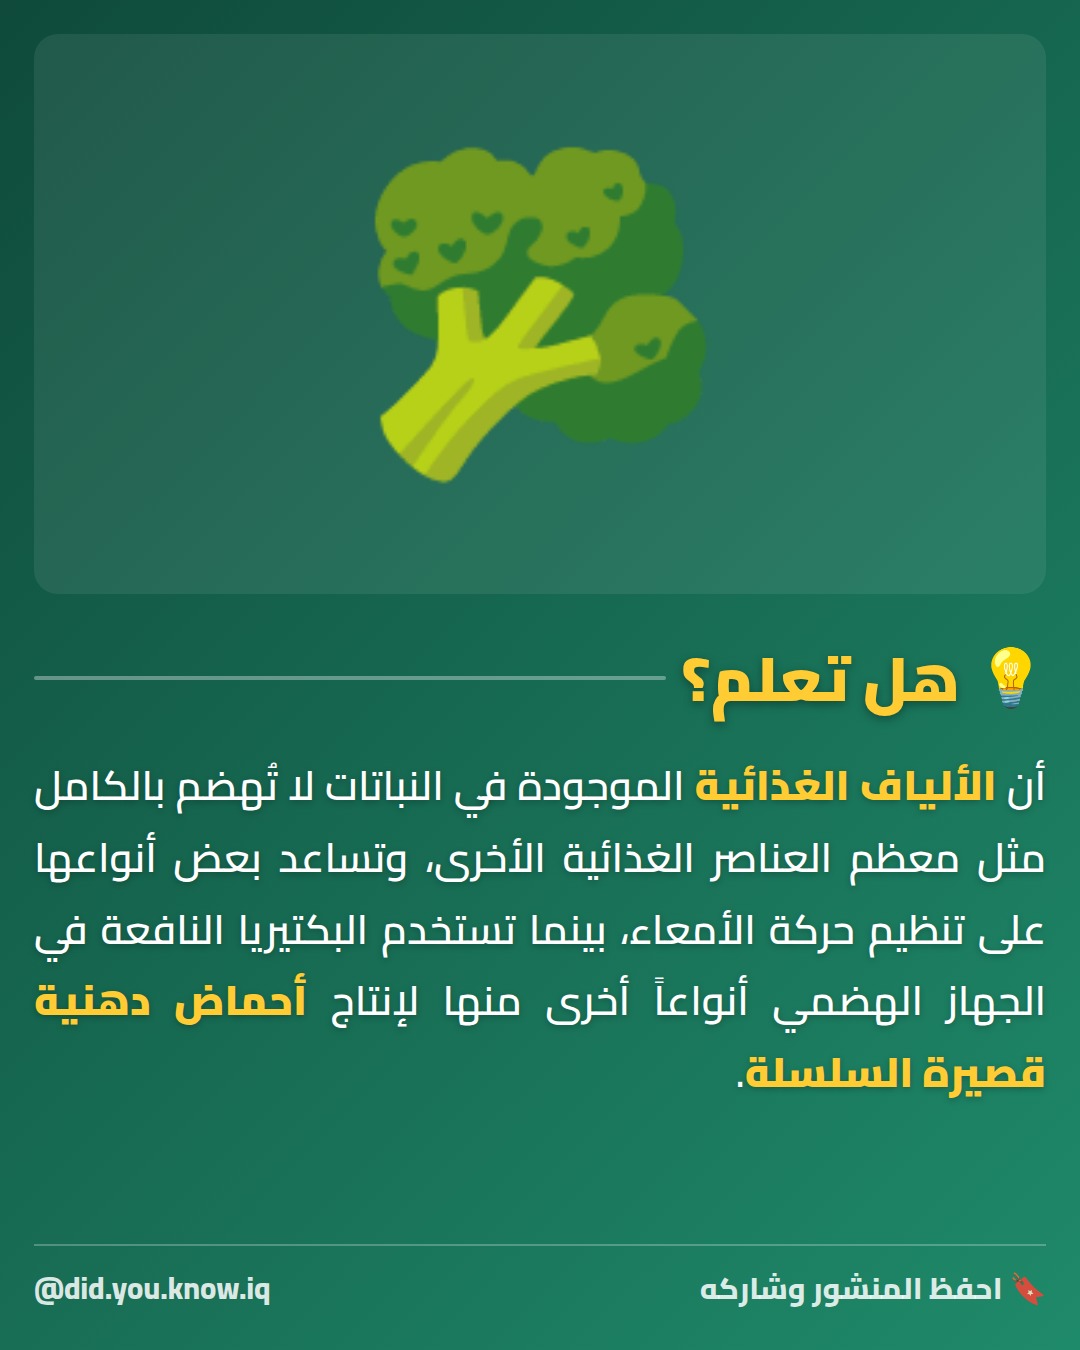 هل تعلم؟
أن الألياف الغذائية الموجودة في النباتات لا تُهضم بالكامل
مثل معظم العناصر الغذائية الأخرى، وتساعد بعض أنواعها
على تنظيم حركة الأمعاء، بينما تستخدم البكتيريا النافعة في
الجهاز الهضمي أنواعاً أخرى منها لإنتاج أحماض دهنية
قصيرة السلسلة.
احفظ المنشور وشاركه
@did.you.know.iq